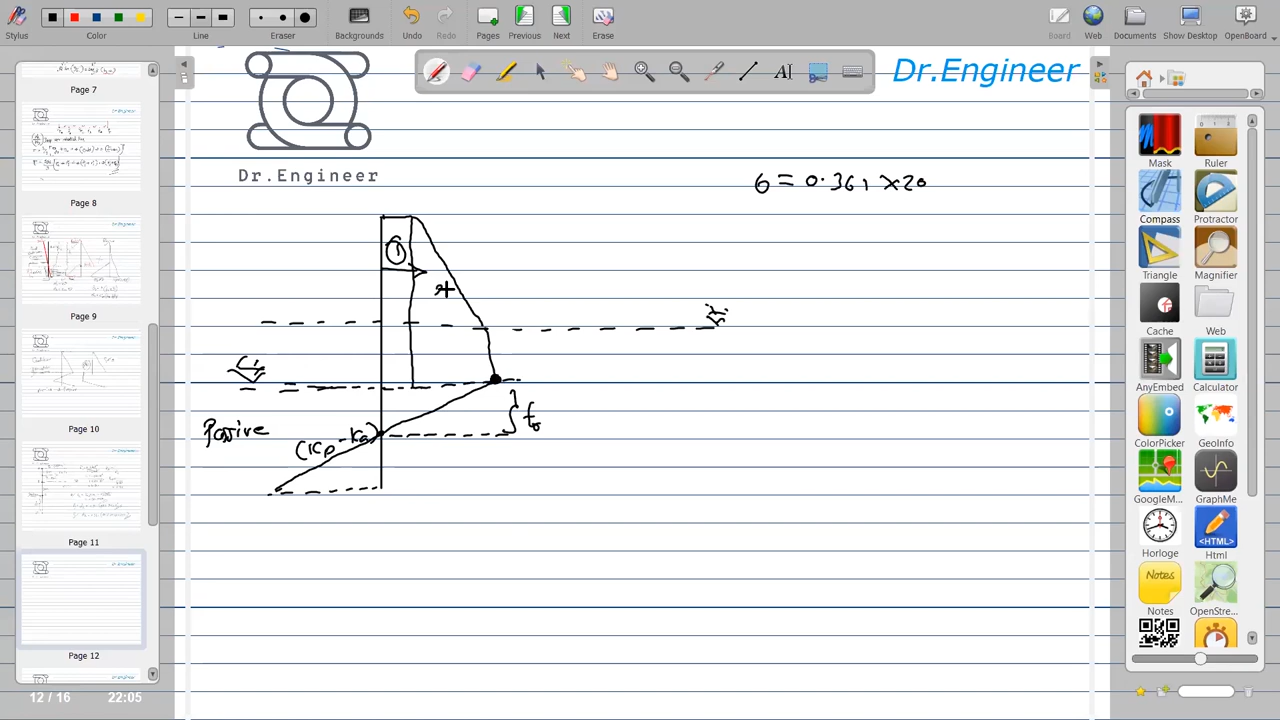 Stylus
Color
Line
Eraser
Backgrounds
Undo
Redo
Pages
Previous
Next
Erase
Board
Web
Documents
Show Desktop
OpenBoard
Dr.Engineer
Dr.Engineer
6 = 0.361 x 20
1
Passive
(Kp - Ka)
Page 7
Page 8
Page 9
Page 10
Page 11
Page 12
12 / 16
22:05
Mask
Ruler
Compass
Protractor
Triangle
Magnifier
Cache
Web
AnyEmbed
Calculator
ColorPicker
GeoInfo
GoogleM...
GraphMe
Horloge
<HTML>
Html
Notes
Notes
OpenStre...